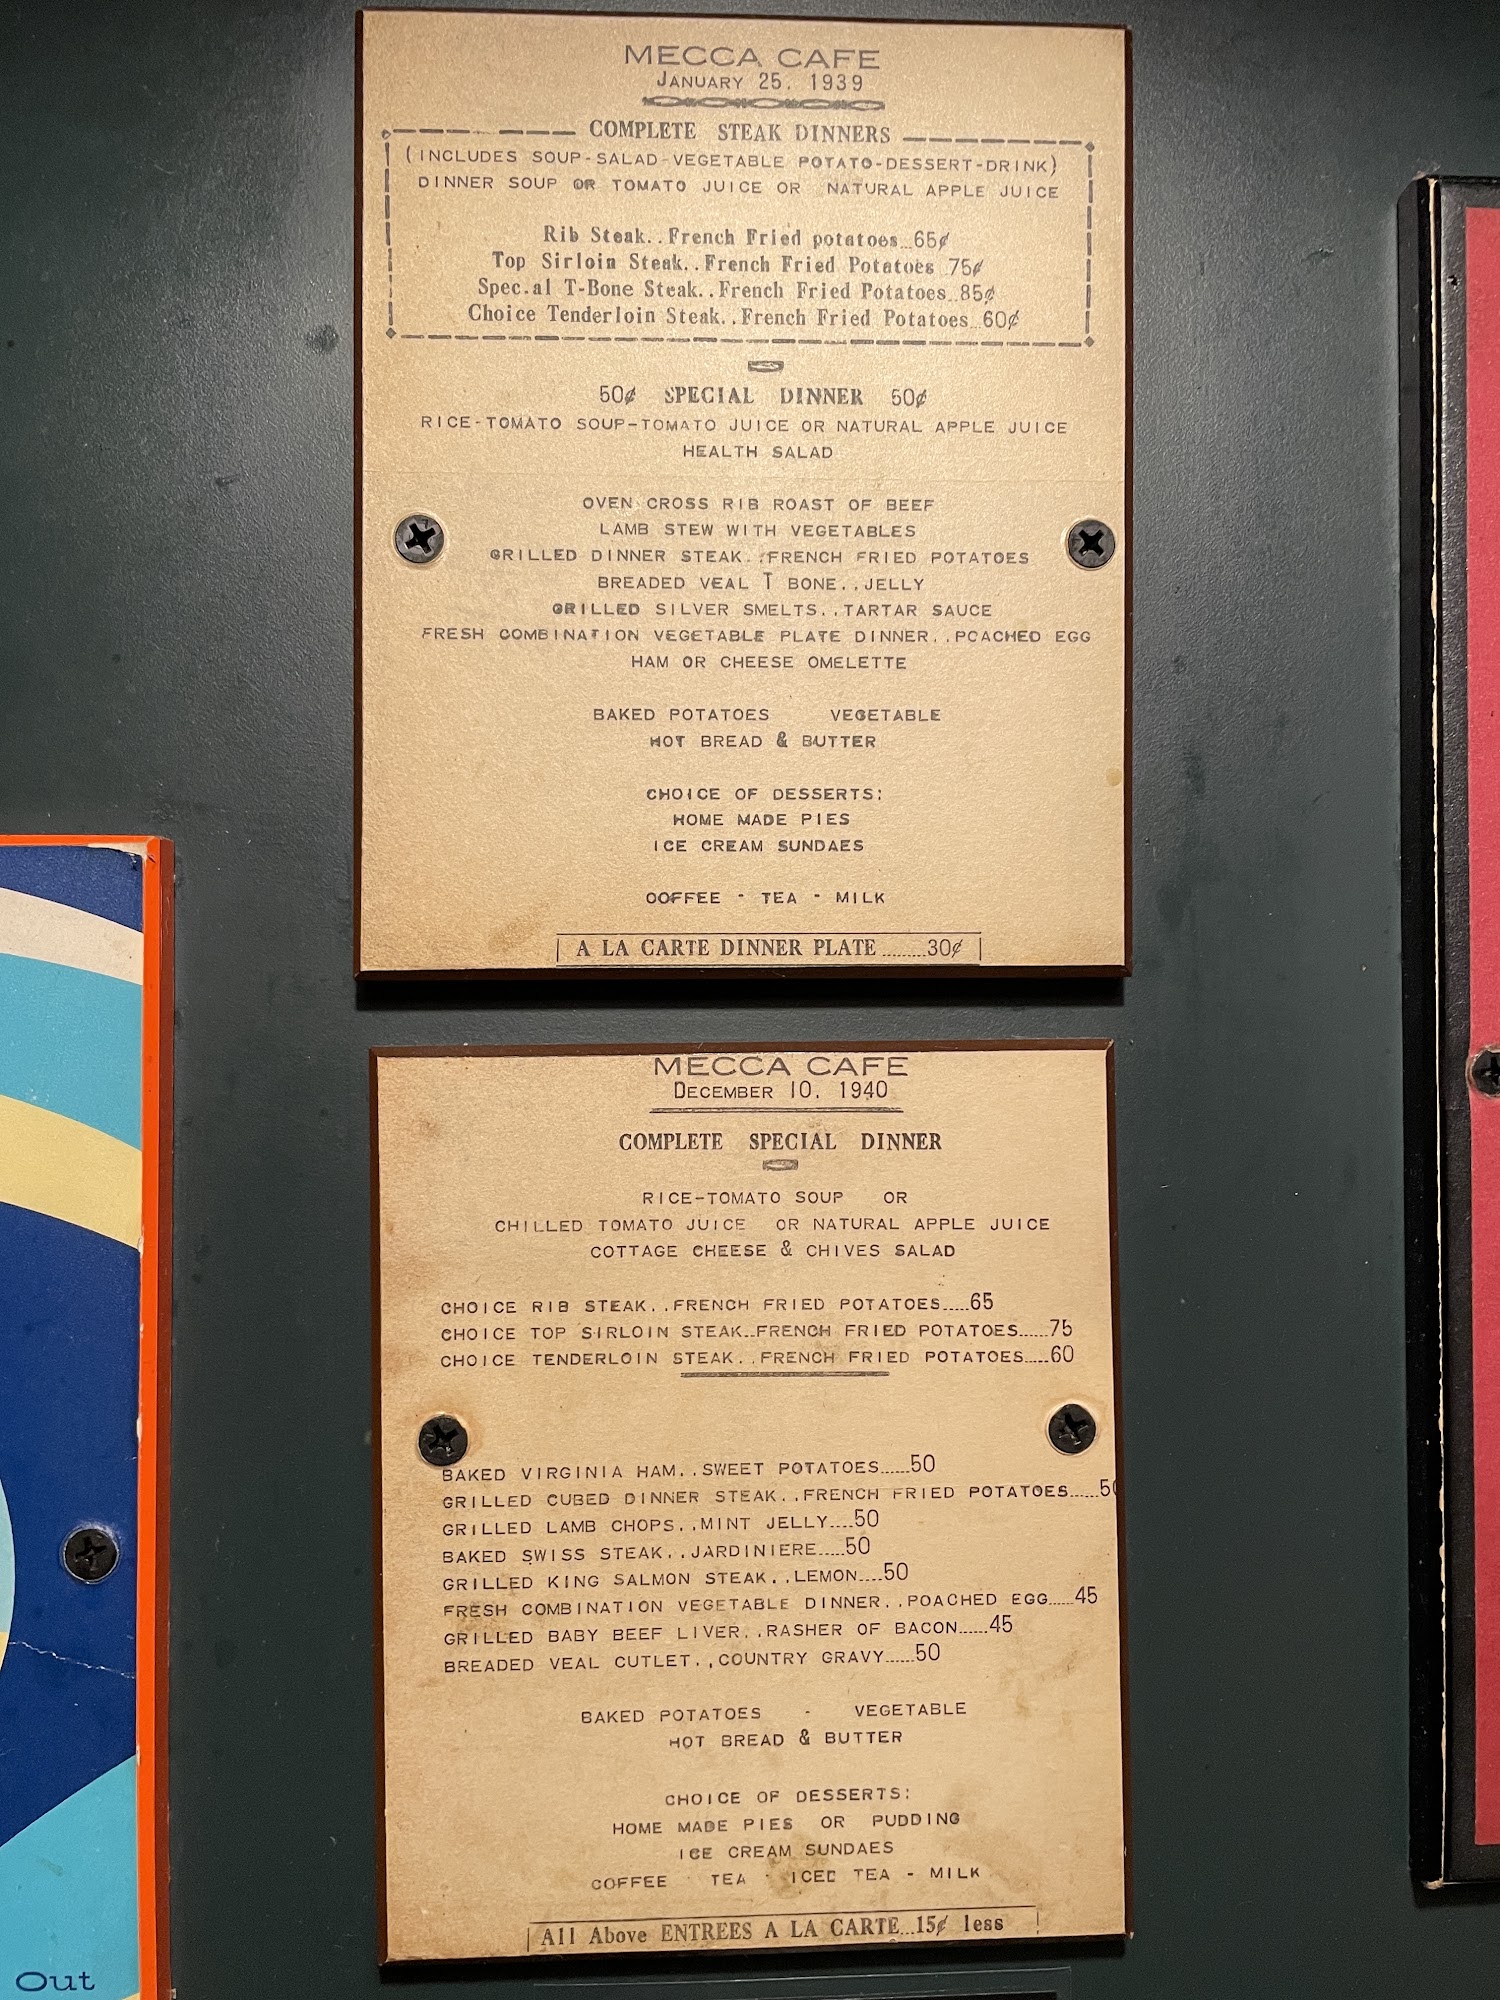 MECCA CAFE
JANUARY 25. 1939
COMPLETE STEAK DINNERS
(INCLUDES SOUP-SALAD-VEGETABLE POTATO-DESSERT-DRINK)
DINNER SOUP OR TOMATO JUICE OR NATURAL APPLE JUICE
Rib Steak..French Fried potatoes...65¢
Top Sirloin Steak..French Fried Potatoes 75¢
Spec.al T-Bone Steak..French Fried Potatoes..85¢
Choice Tenderloin Steak..French Fried Potatoes...60¢
50¢ SPECIAL DINNER 50¢
RICE-TOMATO SOUP-TOMATO JUICE OR NATURAL APPLE JUICE
HEALTH SALAD
OVEN CROSS RIB ROAST OF BEEF
LAMB STEW WITH VEGETABLES
GRILLED DINNER STEAK..FRENCH FRIED POTATOES
BREADED VEAL T BONE..JELLY
GRILLED SILVER SMELTS..TARTAR SAUCE
FRESH COMBINATION VEGETABLE PLATE DINNER..POACHED EGG
HAM OR CHEESE OMELETTE
BAKED POTATOES VEGETABLE
HOT BREAD & BUTTER
CHOICE OF DESSERTS:
HOME MADE PIES
ICE CREAM SUNDAES
COFFEE - TEA - MILK
A LA CARTE DINNER PLATE.........30¢
MECCA CAFE
DECEMBER 10. 1940
COMPLETE SPECIAL DINNER
RICE-TOMATO SOUP OR
CHILLED TOMATO JUICE OR NATURAL APPLE JUICE
COTTAGE CHEESE & CHIVES SALAD
CHOICE RIB STEAK..FRENCH FRIED POTATOES.....65
CHOICE TOP SIRLOIN STEAK..FRENCH FRIED POTATOES......75
CHOICE TENDERLOIN STEAK..FRENCH FRIED POTATOES.....60
BAKED VIRGINIA HAM..SWEET POTATOES......50
GRILLED CUBED DINNER STEAK..FRENCH FRIED POTATOES......50
GRILLED LAMB CHOPS..MINT JELLY....50
BAKED SWISS STEAK..JARDINIERE.....50
GRILLED KING SALMON STEAK..LEMON....50
FRESH COMBINATION VEGETABLE DINNER..POACHED EGG.....45
GRILLED BABY BEEF LIVER..RASHER OF BACON......45
BREADED VEAL CUTLET.,COUNTRY GRAVY......50
BAKED POTATOES - VEGETABLE
HOT BREAD & BUTTER
CHOICE OF DESSERTS:
HOME MADE PIES OR PUDDING
ICE CREAM SUNDAES
COFFEE - TEA - ICED TEA - MILK
All Above ENTREES A LA CARTE...15¢ less
Out